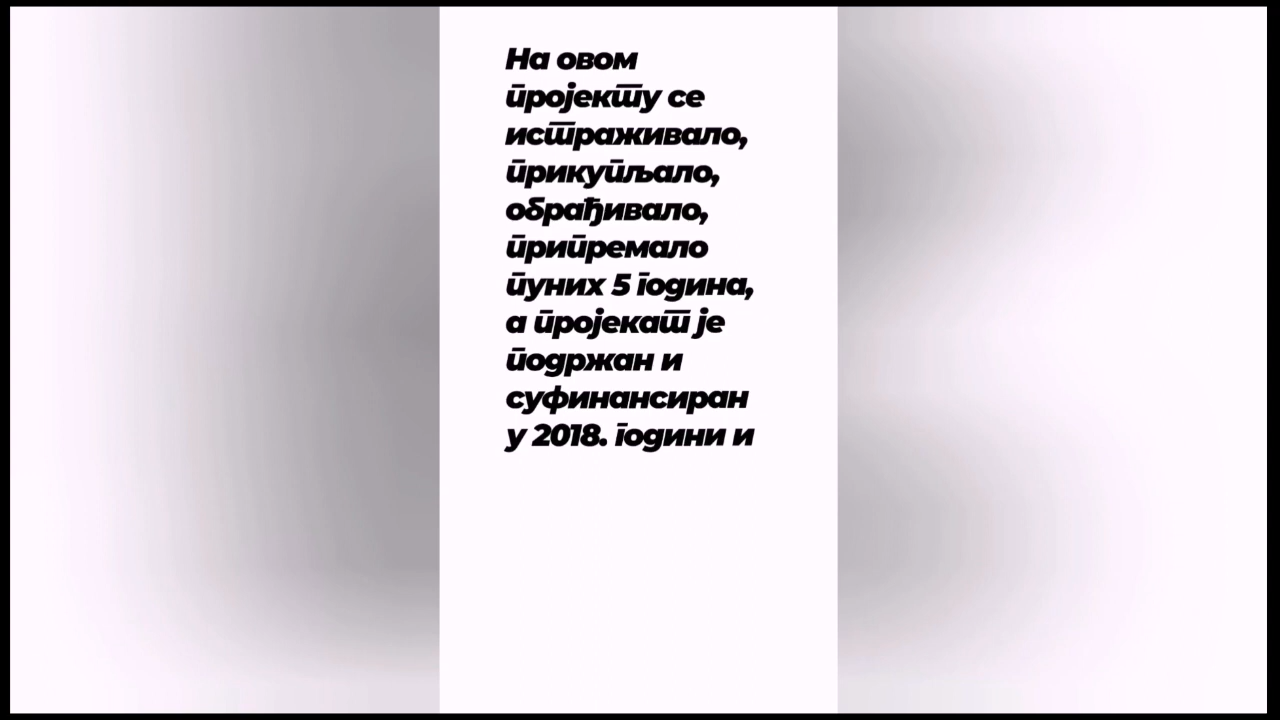 На овом
пројекту се
истраживало,
прикупљало,
обрађивало,
припремало
пуних 5 година,
а пројекат је
подржан и
суфинансиран
у 2018. години и